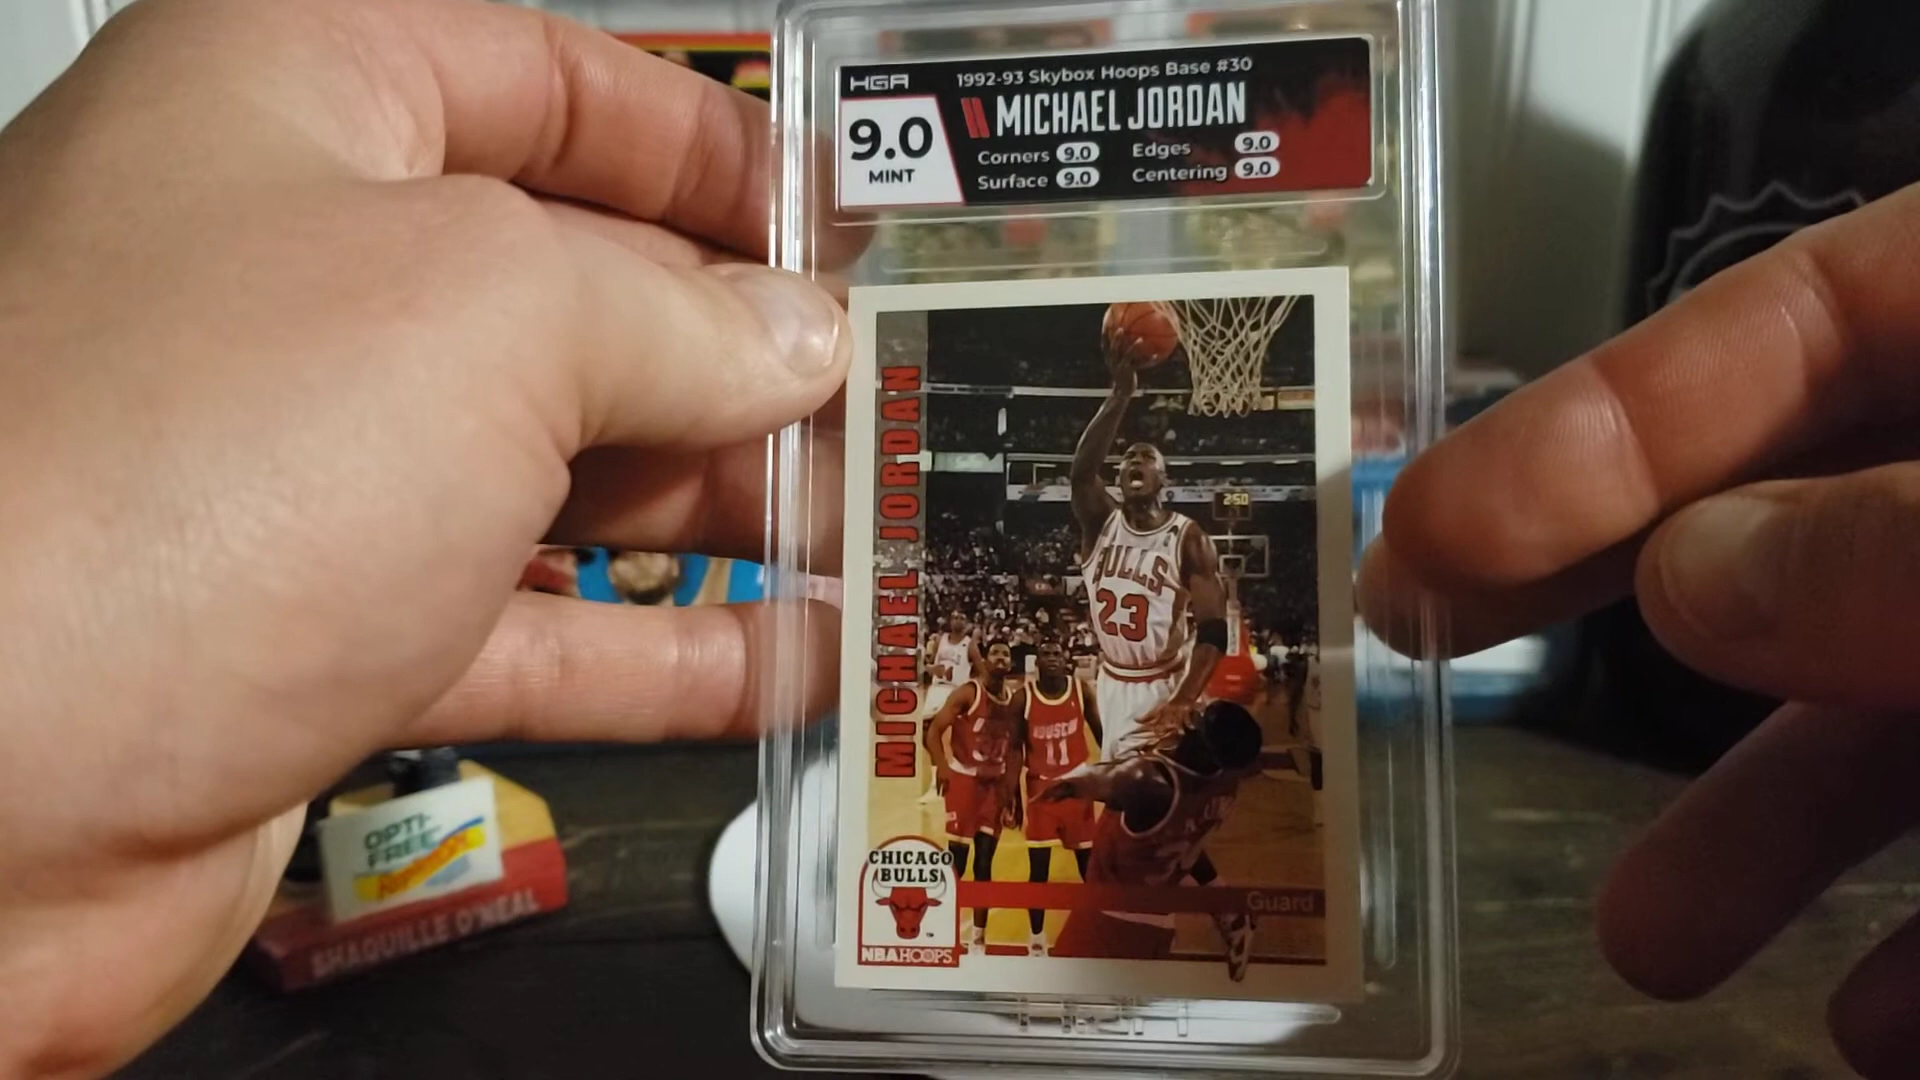 HGA
1992-93 Skybox Hoops Base #30
MICHAEL JORDAN
9.0
MINT
Corners 9.0
Edges 9.0
Surface 9.0
Centering 9.0
MICHAEL JORDAN
250
BULLS
23
HOUSTON
11
CHICAGO
BULLS
TM
NBA HOOPS
Guard
OPTI-
FREE
SHAQUILLE O'NEAL